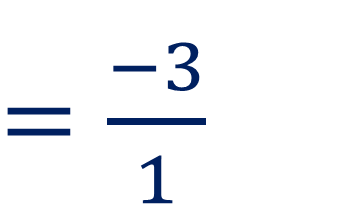 = −3/1